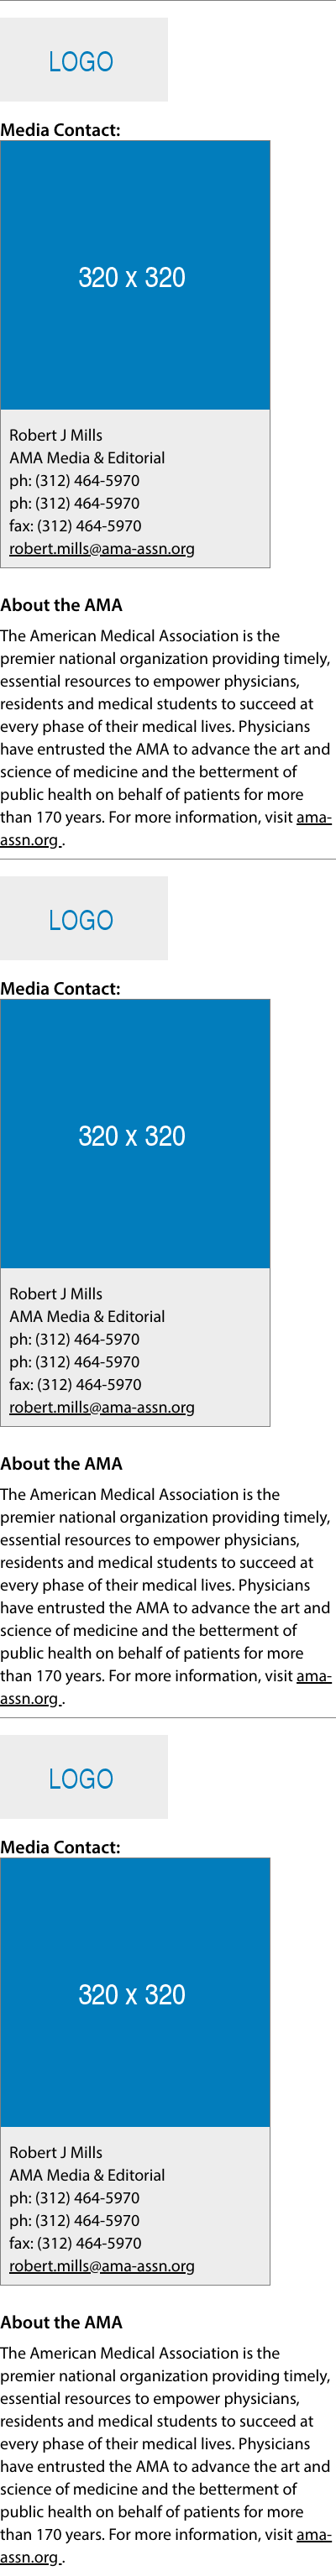 LOGO
Media Contact:
320 x 320
Robert J Mills
AMA Media & Editorial
ph: (312) 464-5970
ph: (312) 464-5970
fax: (312) 464-5970
robert.mills@ama-assn.org
About the AMA
The American Medical Association is the
premier national organization providing timely,
essential resources to empower physicians,
residents and medical students to succeed at
every phase of their medical lives. Physicians
have entrusted the AMA to advance the art and
science of medicine and the betterment of
public health on behalf of patients for more
than 170 years. For more information, visit ama-
assn.org .
LOGO
Media Contact:
320 x 320
Robert J Mills
AMA Media & Editorial
ph: (312) 464-5970
ph: (312) 464-5970
fax: (312) 464-5970
robert.mills@ama-assn.org
About the AMA
The American Medical Association is the
premier national organization providing timely,
essential resources to empower physicians,
residents and medical students to succeed at
every phase of their medical lives. Physicians
have entrusted the AMA to advance the art and
science of medicine and the betterment of
public health on behalf of patients for more
than 170 years. For more information, visit ama-
assn.org .
LOGO
Media Contact:
320 x 320
Robert J Mills
AMA Media & Editorial
ph: (312) 464-5970
ph: (312) 464-5970
fax: (312) 464-5970
robert.mills@ama-assn.org
About the AMA
The American Medical Association is the
premier national organization providing timely,
essential resources to empower physicians,
residents and medical students to succeed at
every phase of their medical lives. Physicians
have entrusted the AMA to advance the art and
science of medicine and the betterment of
public health on behalf of patients for more
than 170 years. For more information, visit ama-
assn.org .